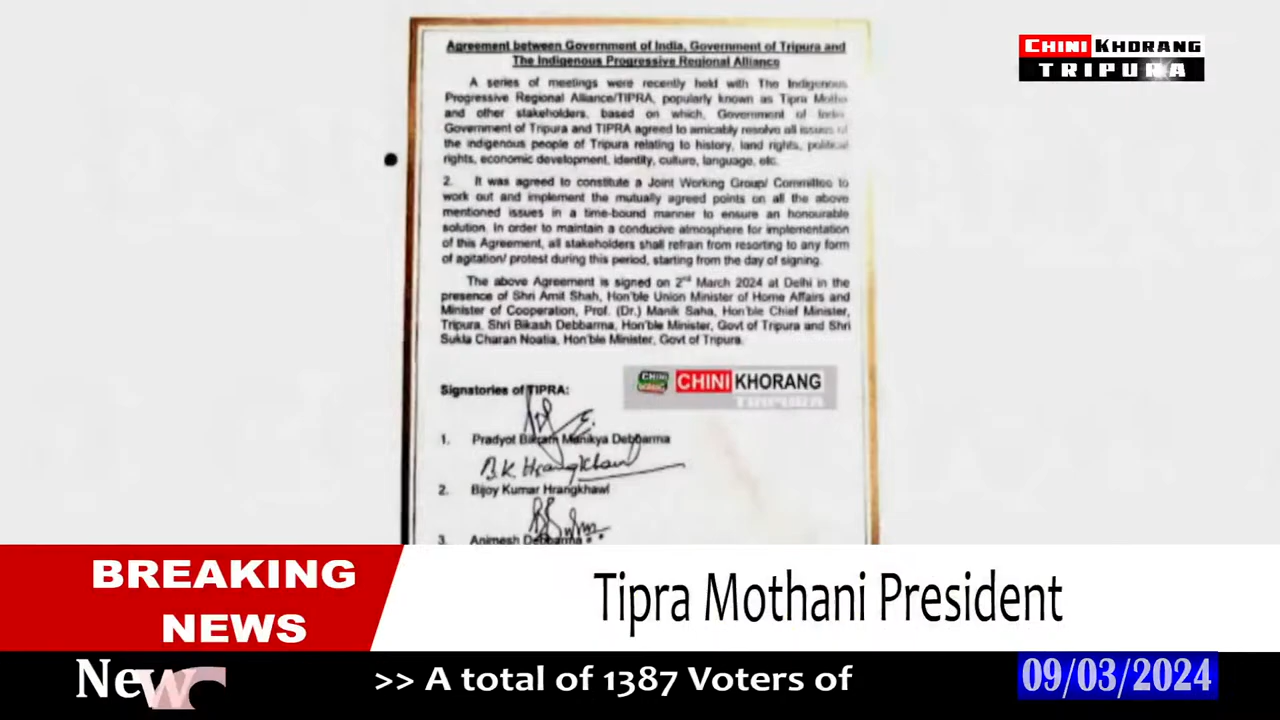 Agreement between Government of India, Government of Tripura and
The Indigenous Progressive Regional Alliance
CHINI KHORANG
TRIPURA
A series of meetings were recently held with The Indigenous
Progressive Regional Alliance/TIPRA, popularly known as Tipra Motha
and other stakeholders, based on which, Government of India,
Government of Tripura and TIPRA agreed to amicably resolve all issues of
the indigenous people of Tripura relating to history, land rights, political
rights, economic development, identity, culture, language, etc.
2. It was agreed to constitute a Joint Working Group/ Committee to
work out and implement the mutually agreed points on all the above
mentioned issues in a time-bound manner to ensure an honourable
solution. In order to maintain a conducive atmosphere for implementation
of this Agreement, all stakeholders shall refrain from resorting to any form
of agitation/ protest during this period, starting from the day of signing.
The above Agreement is signed on 2nd March 2024 at Delhi in the
presence of Shri Amit Shah, Hon'ble Union Minister of Home Affairs and
Minister of Cooperation, Prof. (Dr.) Manik Saha, Hon'ble Chief Minister,
Tripura, Shri Bikash Debbarma, Hon'ble Minister, Govt of Tripura and Shri
Sukla Charan Noatia, Hon'ble Minister, Govt of Tripura.
Signatories of TIPRA:
CHINI KHORANG
TRIPURA
1. Pradyot Bikram Manikya Debbarma
B.K Hrangkhawl
2. Bijoy Kumar Hrangkhawl
3. Animesh Debbarma
BREAKING
NEWS
Tipra Mothani President
New
>> A total of 1387 Voters of
09/03/2024